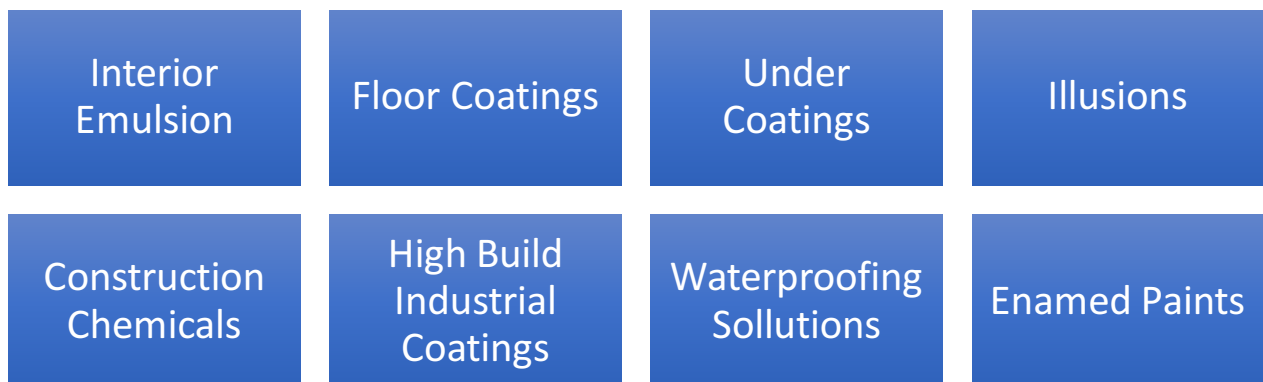 Interior
Emulsion
Floor Coatings
Under
Coatings
Illusions
Construction
Chemicals
High Build
Industrial
Coatings
Waterproofing
Sollutions
Enamed Paints